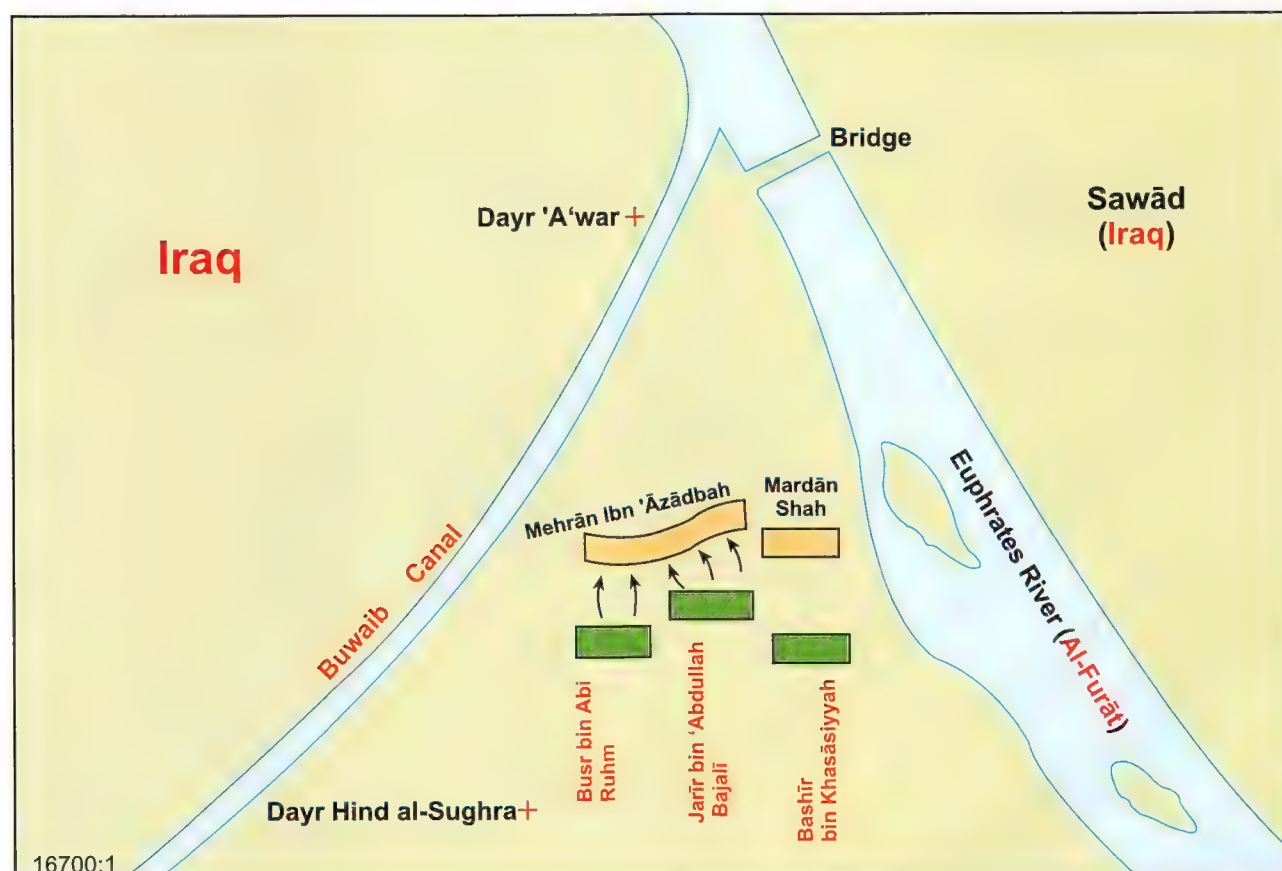 Bridge
Sawād
(Iraq)
Dayr 'A‘war
Iraq
Mehrān Ibn 'Āzādbah
Mardān
Shah
Euphrates River (Al-Furāt)
Buwaib Canal
Busr bin Abi
Ruhm
Jarīr bin ‘Abdullah
Bajalī
Bashīr
bin Khasāsiyyah
Dayr Hind al-Sughra
16700:1